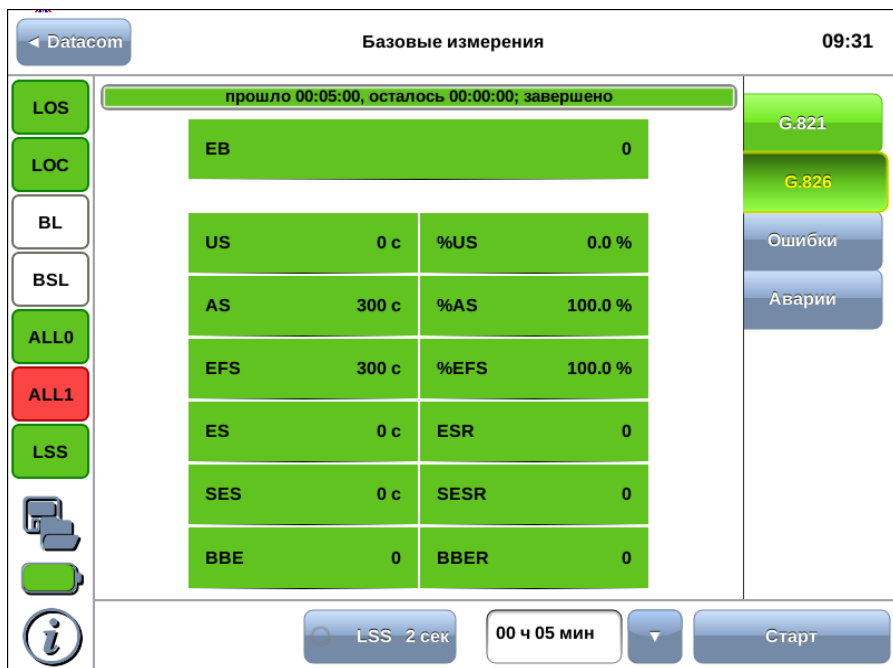 ◄ Datacom
Базовые измерения
09:31
LOS
LOC
BL
BSL
ALL0
ALL1
LSS
прошло 00:05:00, осталось 00:00:00; завершено
EB 0
US 0 с %US 0.0 %
AS 300 с %AS 100.0 %
EFS 300 с %EFS 100.0 %
ES 0 с ESR 0
SES 0 с SESR 0
BBE 0 BBER 0
G.821
G.826
Ошибки
Аварии
i
LSS 2 сек
00 ч 05 мин
▼
Старт